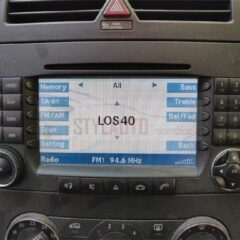 Memory
All
Bass
TA on
Treble
FM/AM
Bal/Fad
LOS40
Scan
Setting
Back
Radio
FM1 94.6 MHz